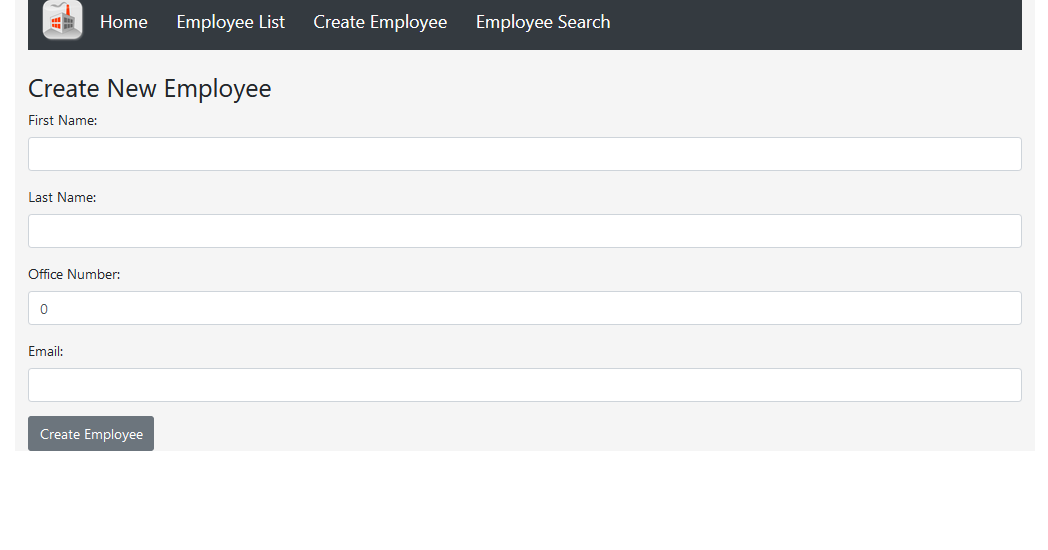 Home Employee List Create Employee Employee Search
Create New Employee
First Name:
Last Name:
Office Number:
0
Email:
Create Employee